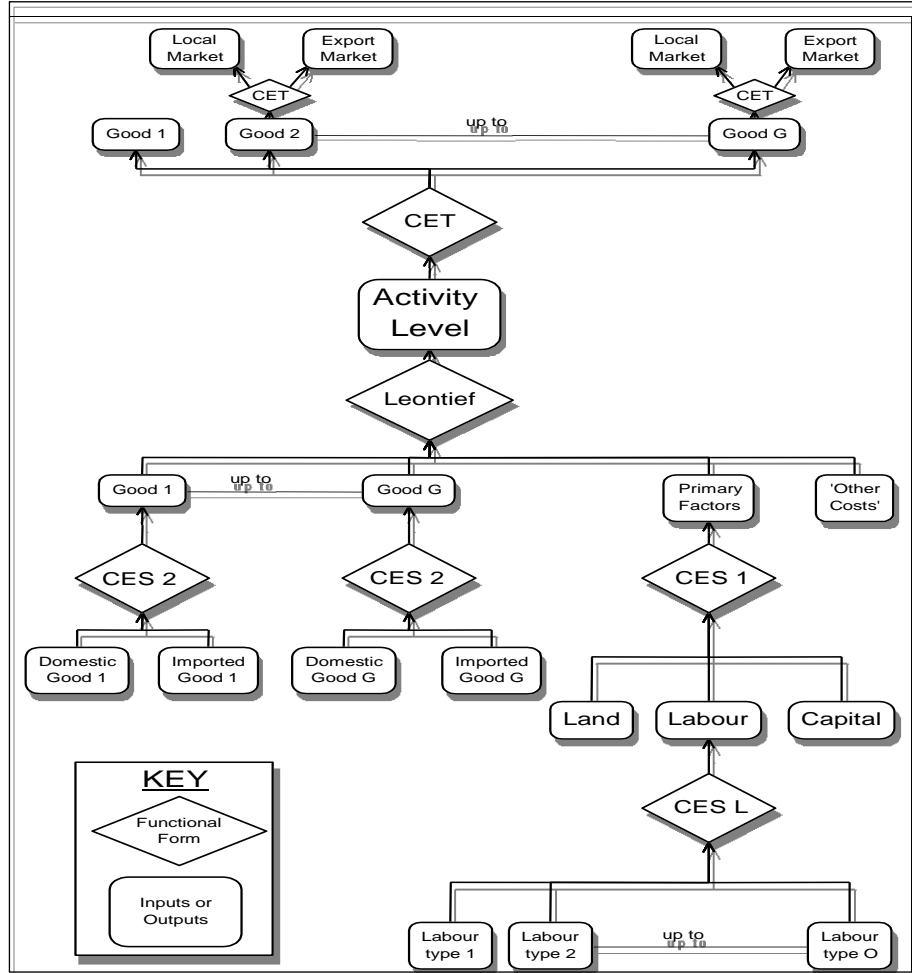 Local
Market
Export
Market
Local
Market
Export
Market
CET
CET
Good 1
Good 2
up to
Good G
CET
Activity
Level
Leontief
Good 1
up to
Good G
Primary
Factors
'Other
Costs'
CES 2
CES 2
CES 1
Domestic
Good 1
Imported
Good 1
Domestic
Good G
Imported
Good G
Land
Labour
Capital
KEY
Functional
Form
Inputs or
Outputs
CES L
Labour
type 1
Labour
type 2
up to
Labour
type O